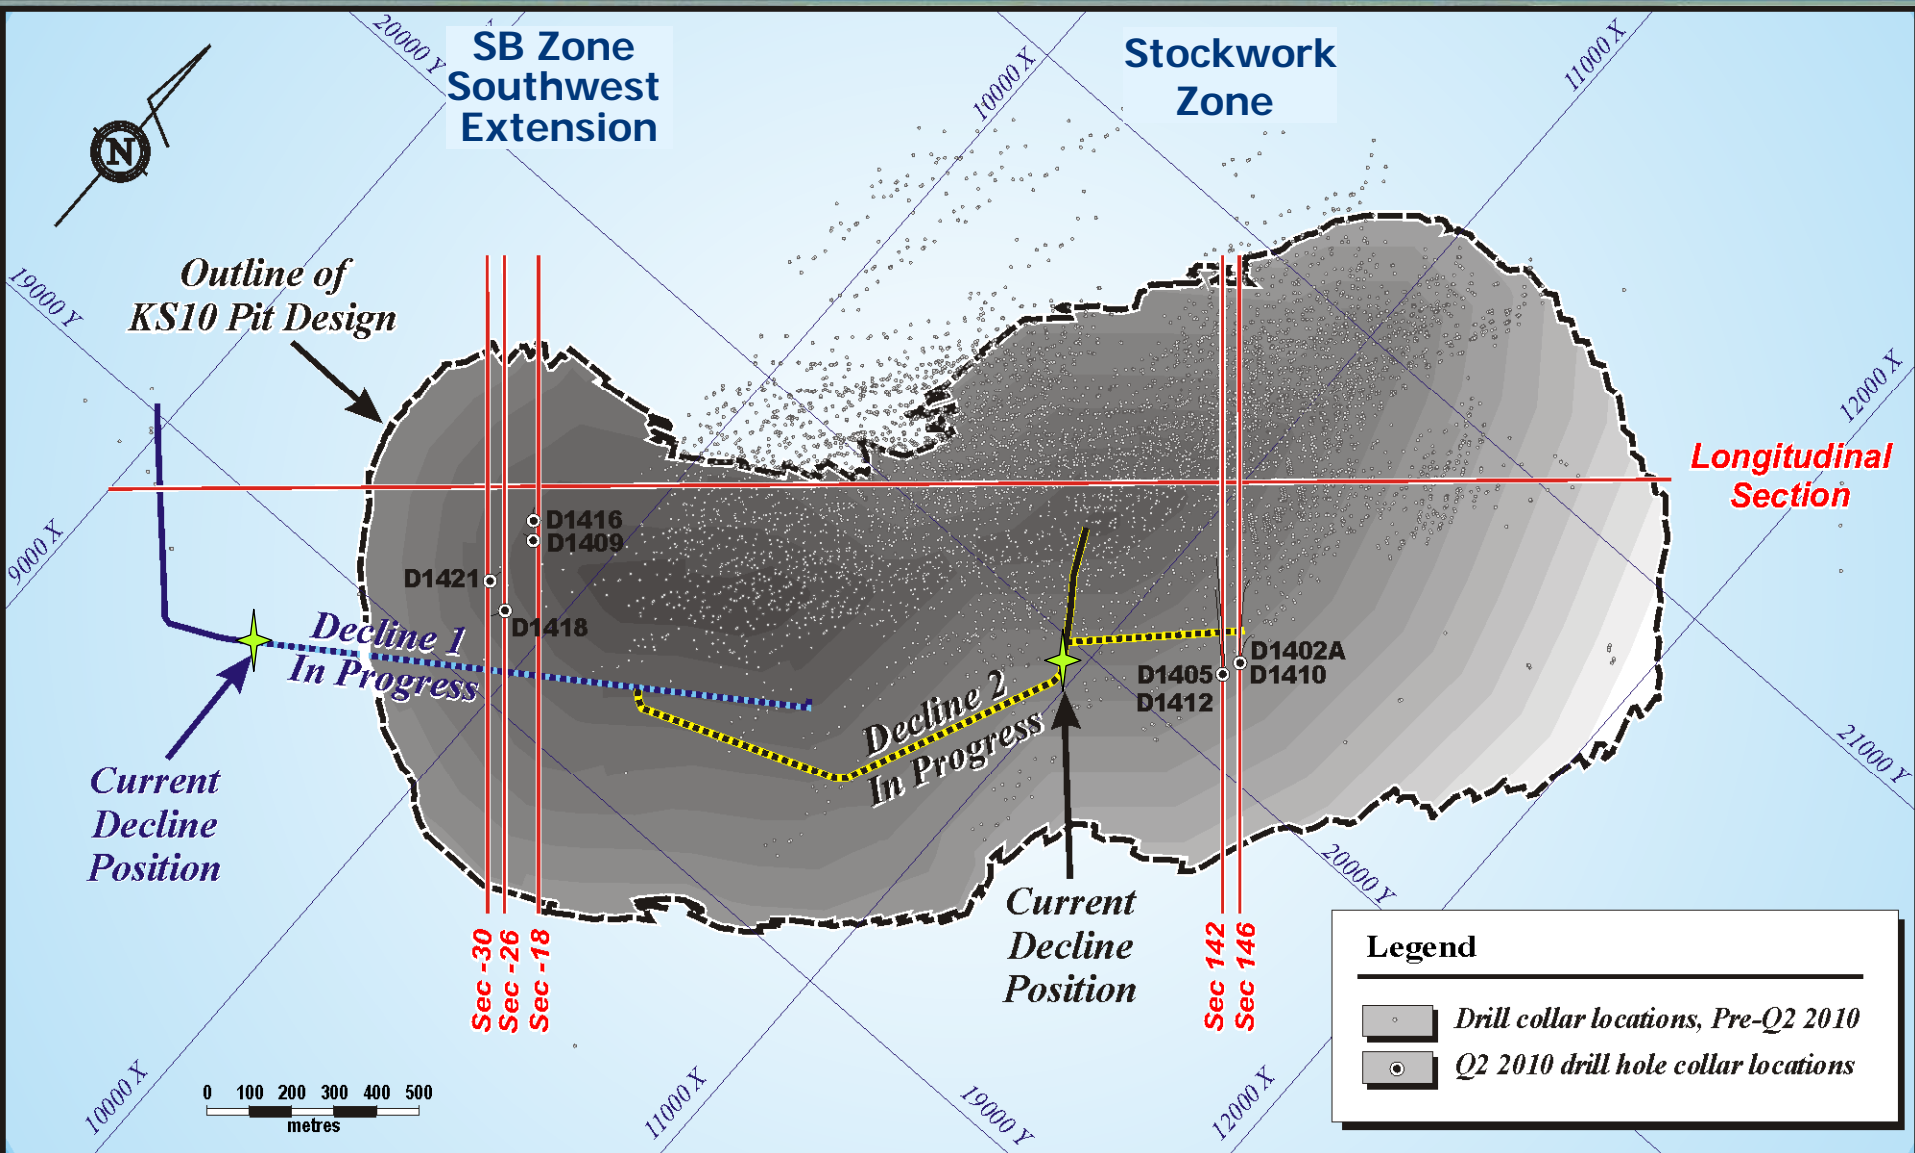 20000 Y
SB Zone
Southwest
Extension
10000 X
Stockwork
Zone
11000 X
N
19000 Y
Outline of
KS10 Pit Design
12000 X
Longitudinal
Section
9000 X
D1416
D1409
D1421
D1418
Decline 1
In Progress
D1402A
D1405
D1410
D1412
Decline 2
In Progress
21000 Y
Current
Decline
Position
20000 Y
Current
Decline
Position
Sec -30
Sec -26
Sec -18
Sec 142
Sec 146
Legend
Drill collar locations, Pre-Q2 2010
Q2 2010 drill hole collar locations
10000 X
0 100 200 300 400 500
metres
11000 X
19000 Y
12000 X